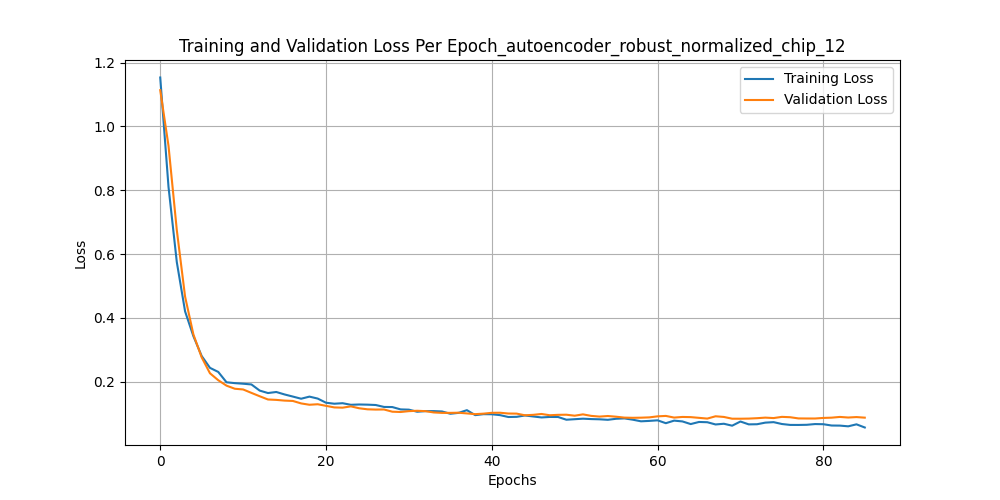 Training and Validation Loss Per Epoch_autoencoder_robust_normalized_chip_12
Training Loss
Validation Loss
1.2
1.0
0.8
0.6
0.4
0.2
Loss
0
20
40
60
80
Epochs